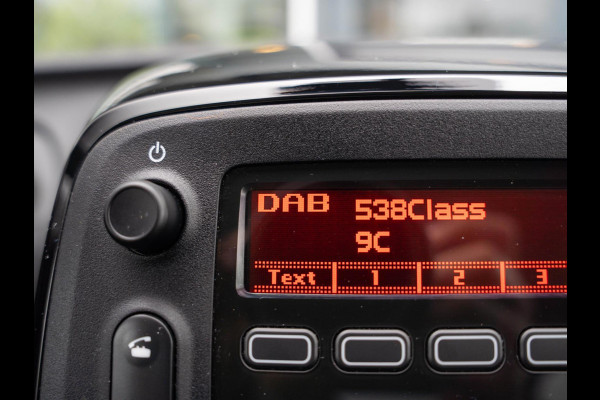 DAB 538Class
9C
Text 1 2 3